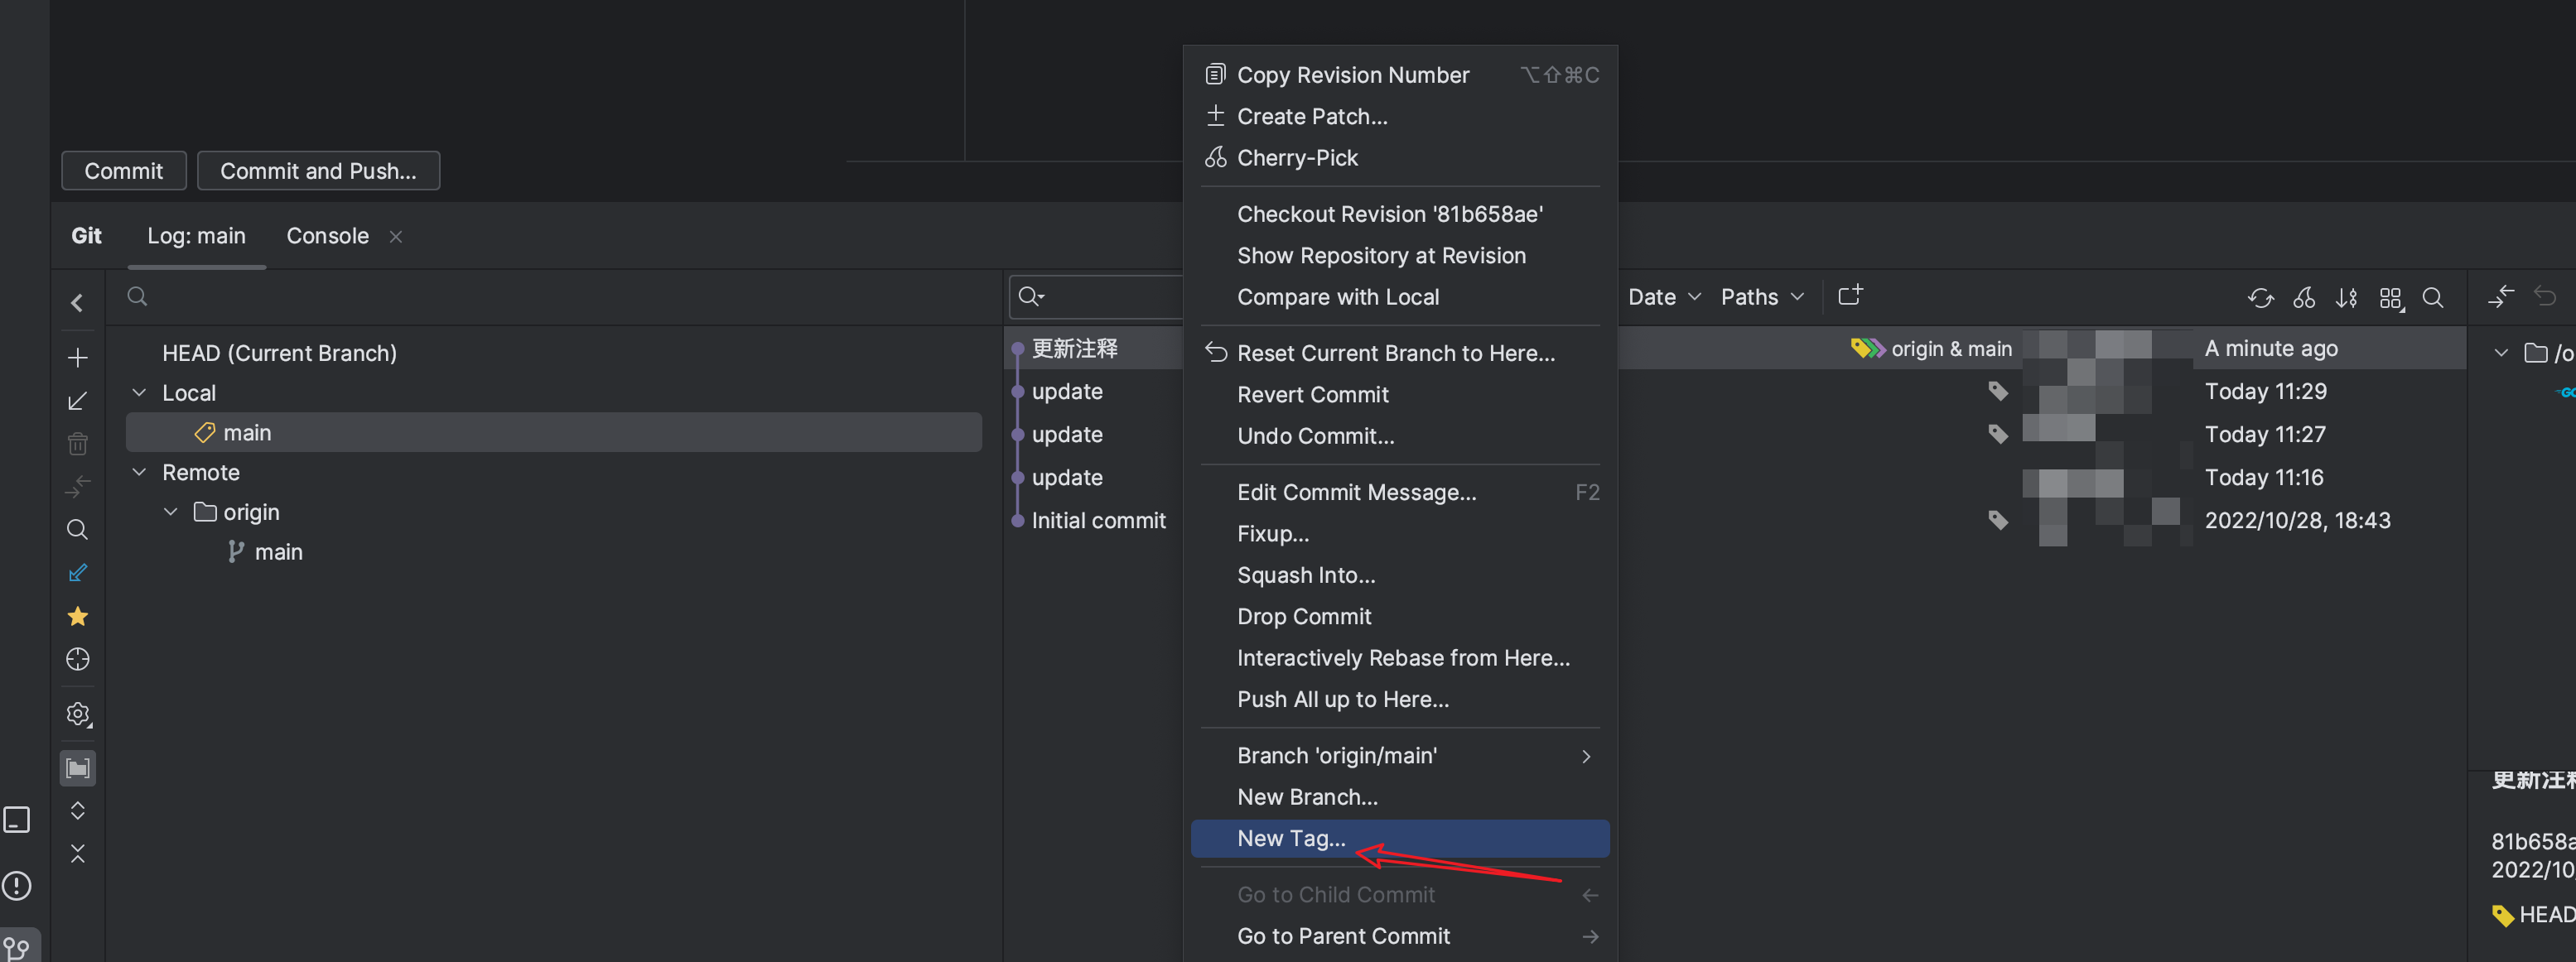 Copy Revision Number ⌥⇧⌘C
Create Patch...
Cherry-Pick
Commit Commit and Push...
Checkout Revision '81b658ae'
Git Log: main Console
Show Repository at Revision
Compare with Local
Date Paths
HEAD (Current Branch)
Local
main
Remote
origin
main
更新注释 origin & main A minute ago
update Today 11:29
update Today 11:27
update Today 11:16
Initial commit 2022/10/28, 18:43
Reset Current Branch to Here...
Revert Commit
Undo Commit...
Edit Commit Message... F2
Fixup...
Squash Into...
Drop Commit
Interactively Rebase from Here...
Push All up to Here...
Branch 'origin/main'
New Branch...
New Tag...
Go to Child Commit ←
Go to Parent Commit →
/o
GO
更新注释
81b658a
2022/10
HEAD